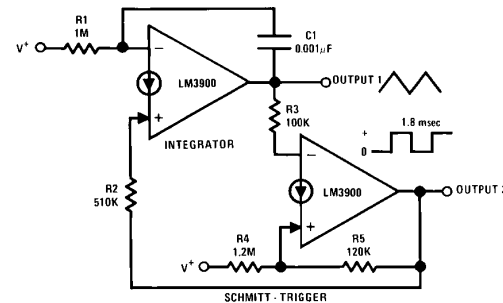 R1
1M
V+
C1
0.001µF
LM3900
OUTPUT 1
INTEGRATOR
R3
100K
+
0
1.8 msec
R2
510K
LM3900
OUTPUT 2
R4
1.2M
R5
120K
V+
SCHMITT - TRIGGER